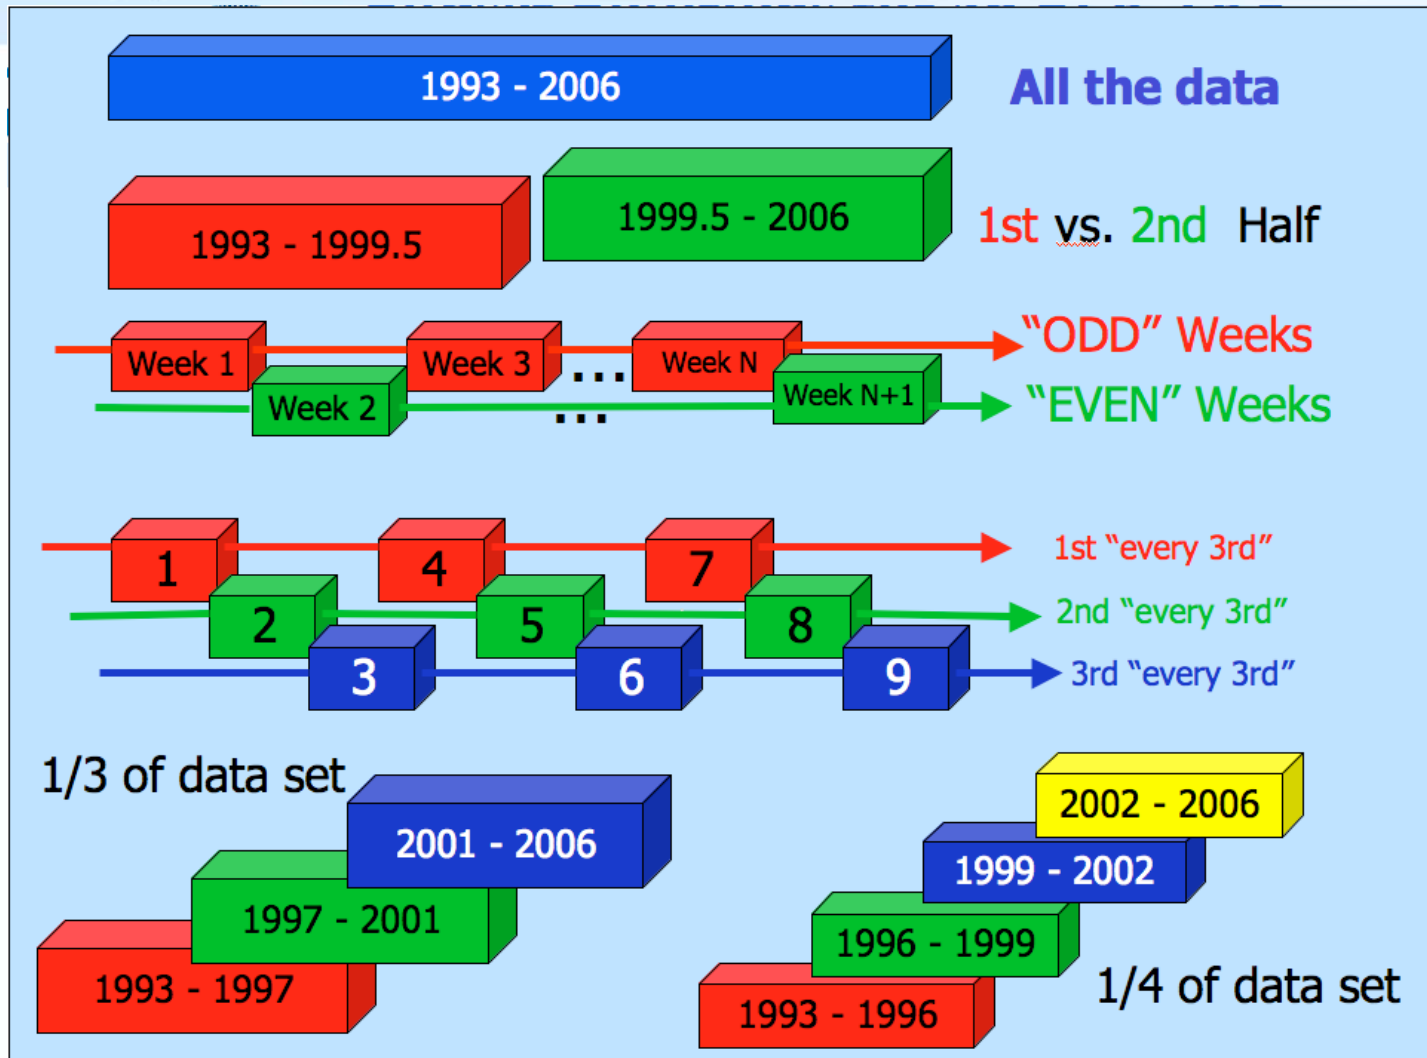 1993 - 2006
All the data
1993 - 1999.5
1999.5 - 2006
1st vs. 2nd Half
Week 1
Week 3
...
Week N
“ODD” Weeks
Week 2
...
Week N+1
“EVEN” Weeks
1
4
7
1st “every 3rd”
2
5
8
2nd “every 3rd”
3
6
9
3rd “every 3rd”
1/3 of data set
2001 - 2006
1997 - 2001
1993 - 1997
2002 - 2006
1999 - 2002
1996 - 1999
1993 - 1996
1/4 of data set